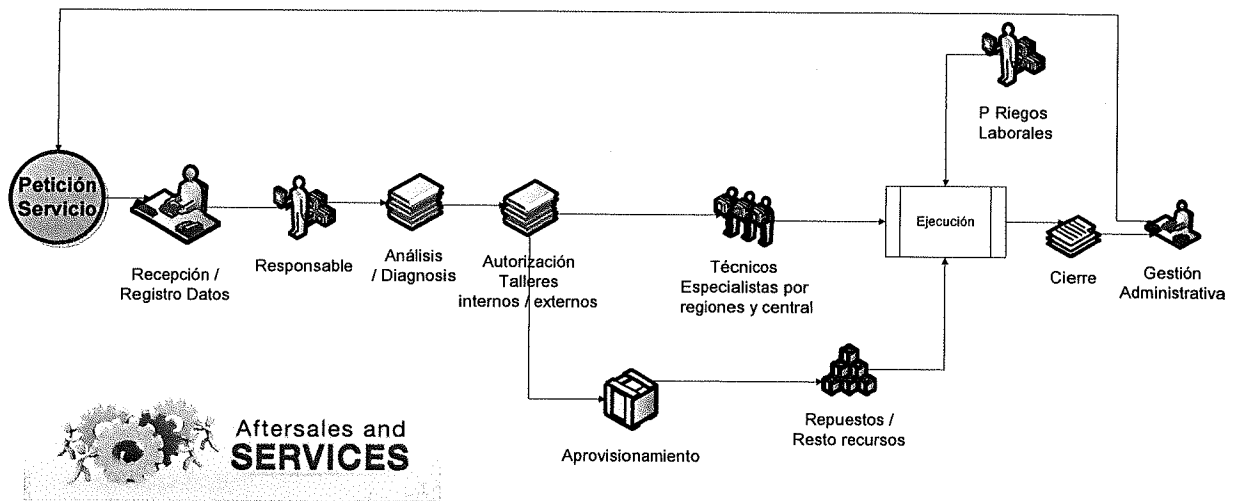 P Riegos
Laborales
Petición
Servicio
Recepción /
Registro Datos
Responsable
Análisis
/ Diagnosis
Autorización
Talleres
internos / externos
Técnicos
Especialistas por
regiones y central
Ejecución
Cierre
Gestión
Administrativa
Aprovisionamiento
Repuestos /
Resto recursos
Aftersales and
SERVICES